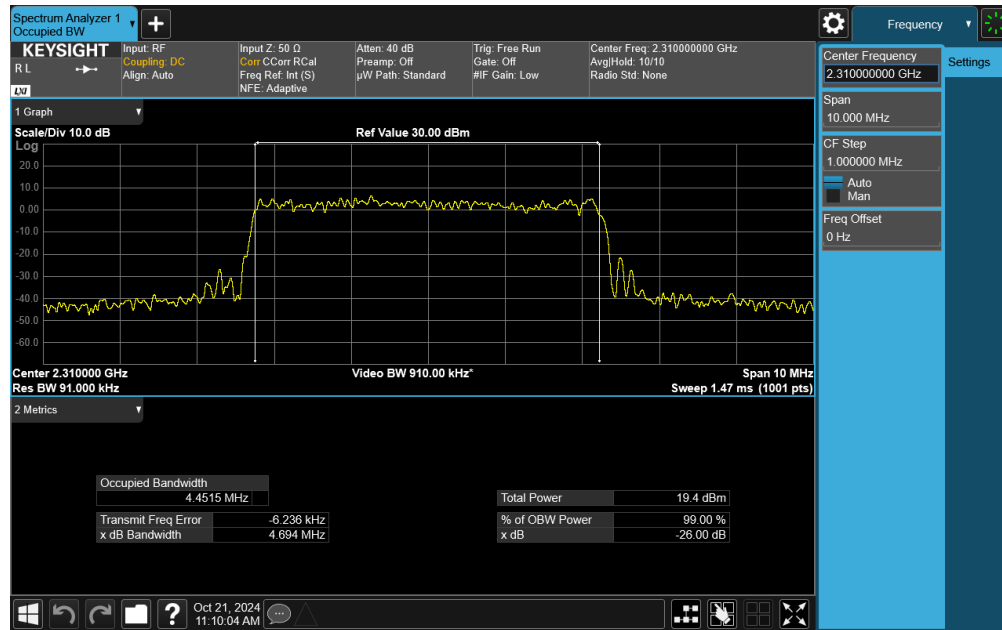 Spectrum Analyzer 1
Occupied BW
Frequency
KEYSIGHT
R L
LXI
Input: RF
Coupling: DC
Align: Auto
Input Z: 50 Ω
Corr CCorr RCal
Freq Ref: Int (S)
NFE: Adaptive
Atten: 40 dB
Preamp: Off
µW Path: Standard
Trig: Free Run
Gate: Off
#IF Gain: Low
Center Freq: 2.310000000 GHz
Avg|Hold: 10/10
Radio Std: None
Center Frequency
2.310000000 GHz
Settings
Span
10.000 MHz
CF Step
1.000000 MHz
Auto
Man
Freq Offset
0 Hz
1 Graph
Scale/Div 10.0 dB
Ref Value 30.00 dBm
Log
20.0
10.0
0.00
-10.0
-20.0
-30.0
-40.0
-50.0
-60.0
Center 2.310000 GHz
Video BW 910.00 kHz*
Span 10 MHz
Res BW 91.000 kHz
Sweep 1.47 ms (1001 pts)
2 Metrics
Occupied Bandwidth
4.4515 MHz
Total Power 19.4 dBm
Transmit Freq Error -6.236 kHz
% of OBW Power 99.00 %
x dB Bandwidth 4.694 MHz
x dB -26.00 dB
?
Oct 21, 2024
11:10:04 AM